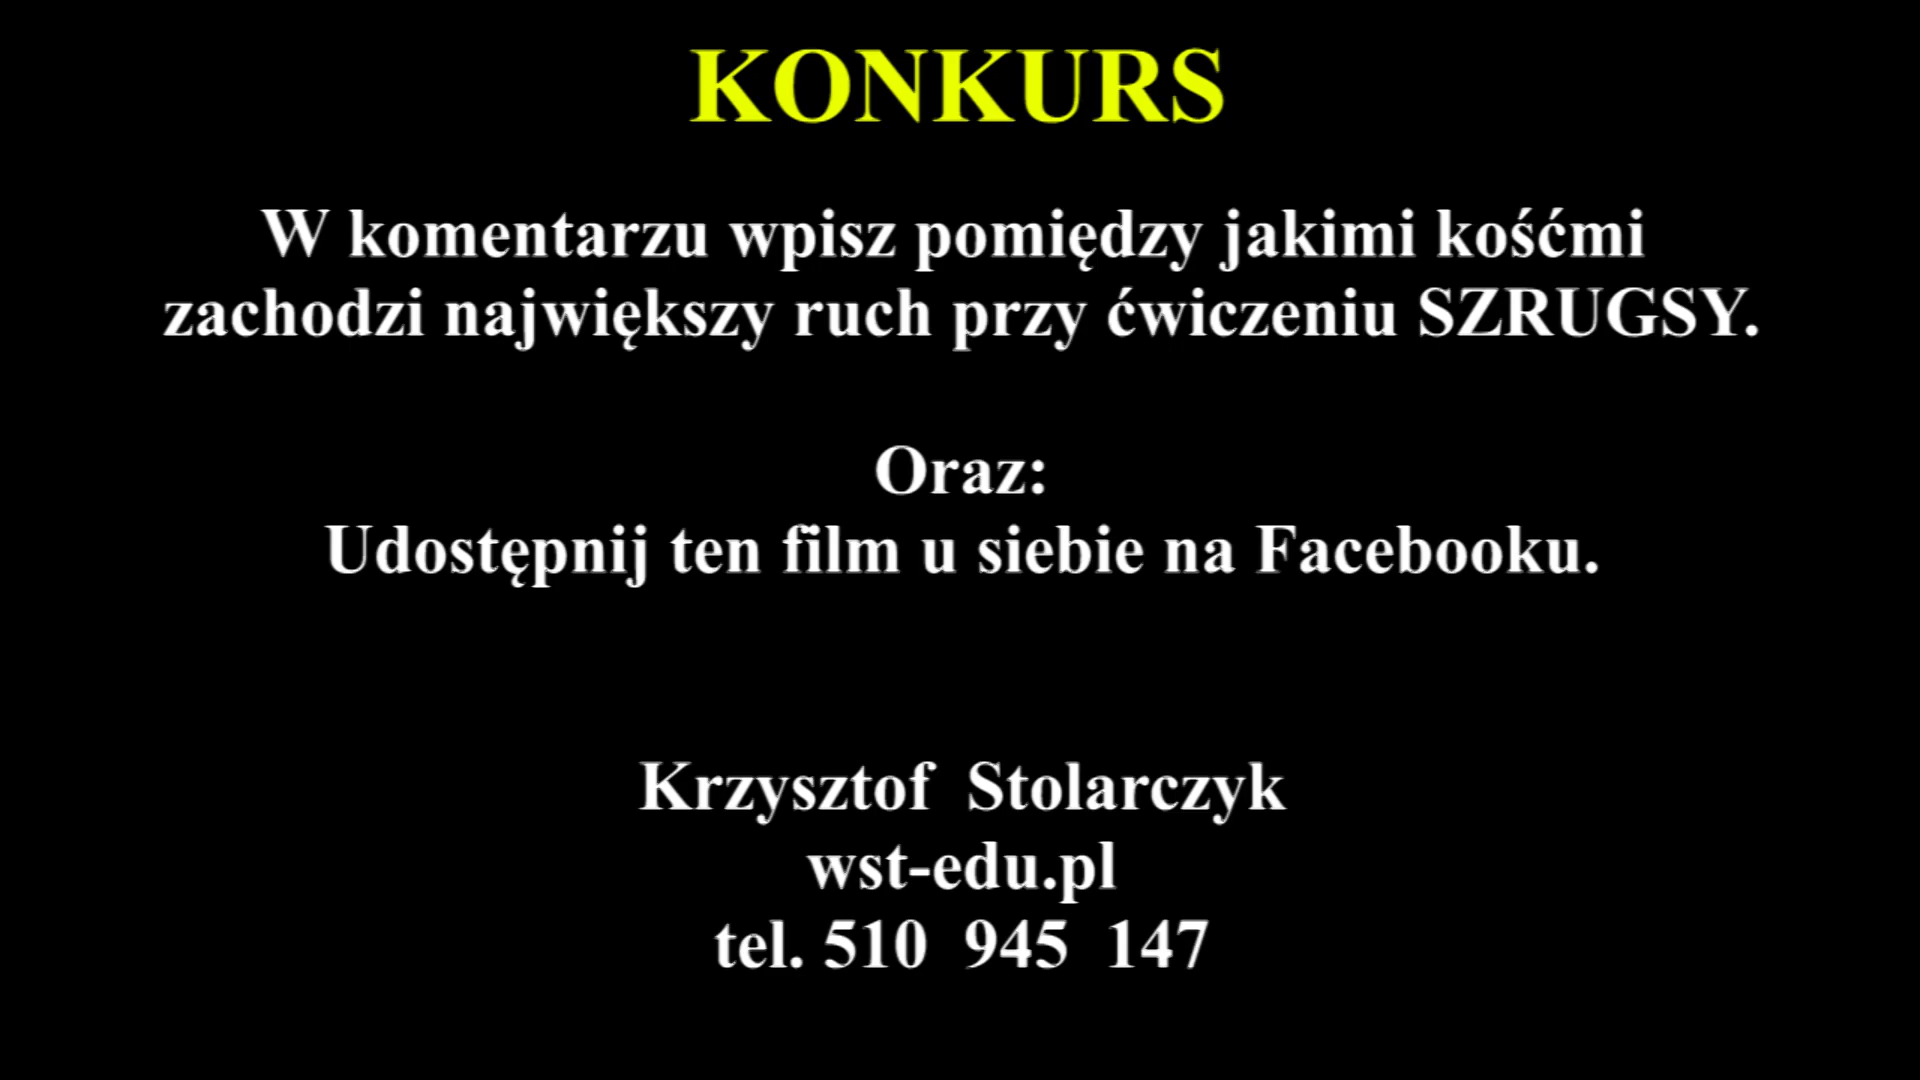 KONKURS
W komentarzu wpisz pomiędzy jakimi kośćmi
zachodzi największy ruch przy ćwiczeniu SZRUGSY.
Oraz:
Udostępnij ten film u siebie na Facebooku.
Krzysztof Stolarczyk
wst-edu.pl
tel. 510 945 147